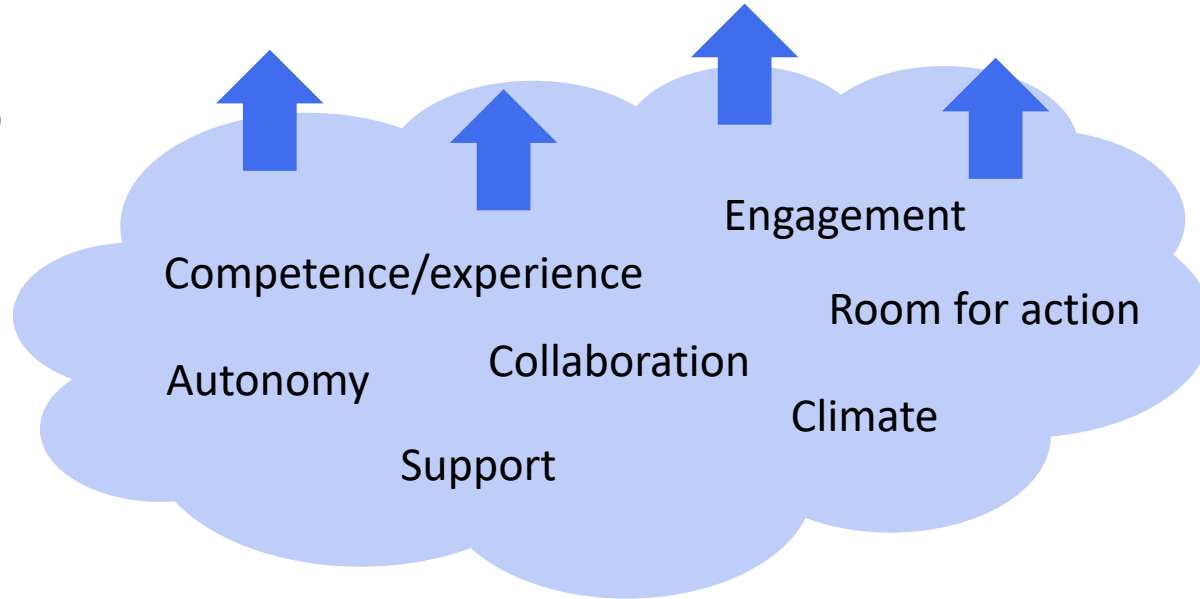 Engagement
Competence/experience
Room for action
Collaboration
Autonomy
Climate
Support